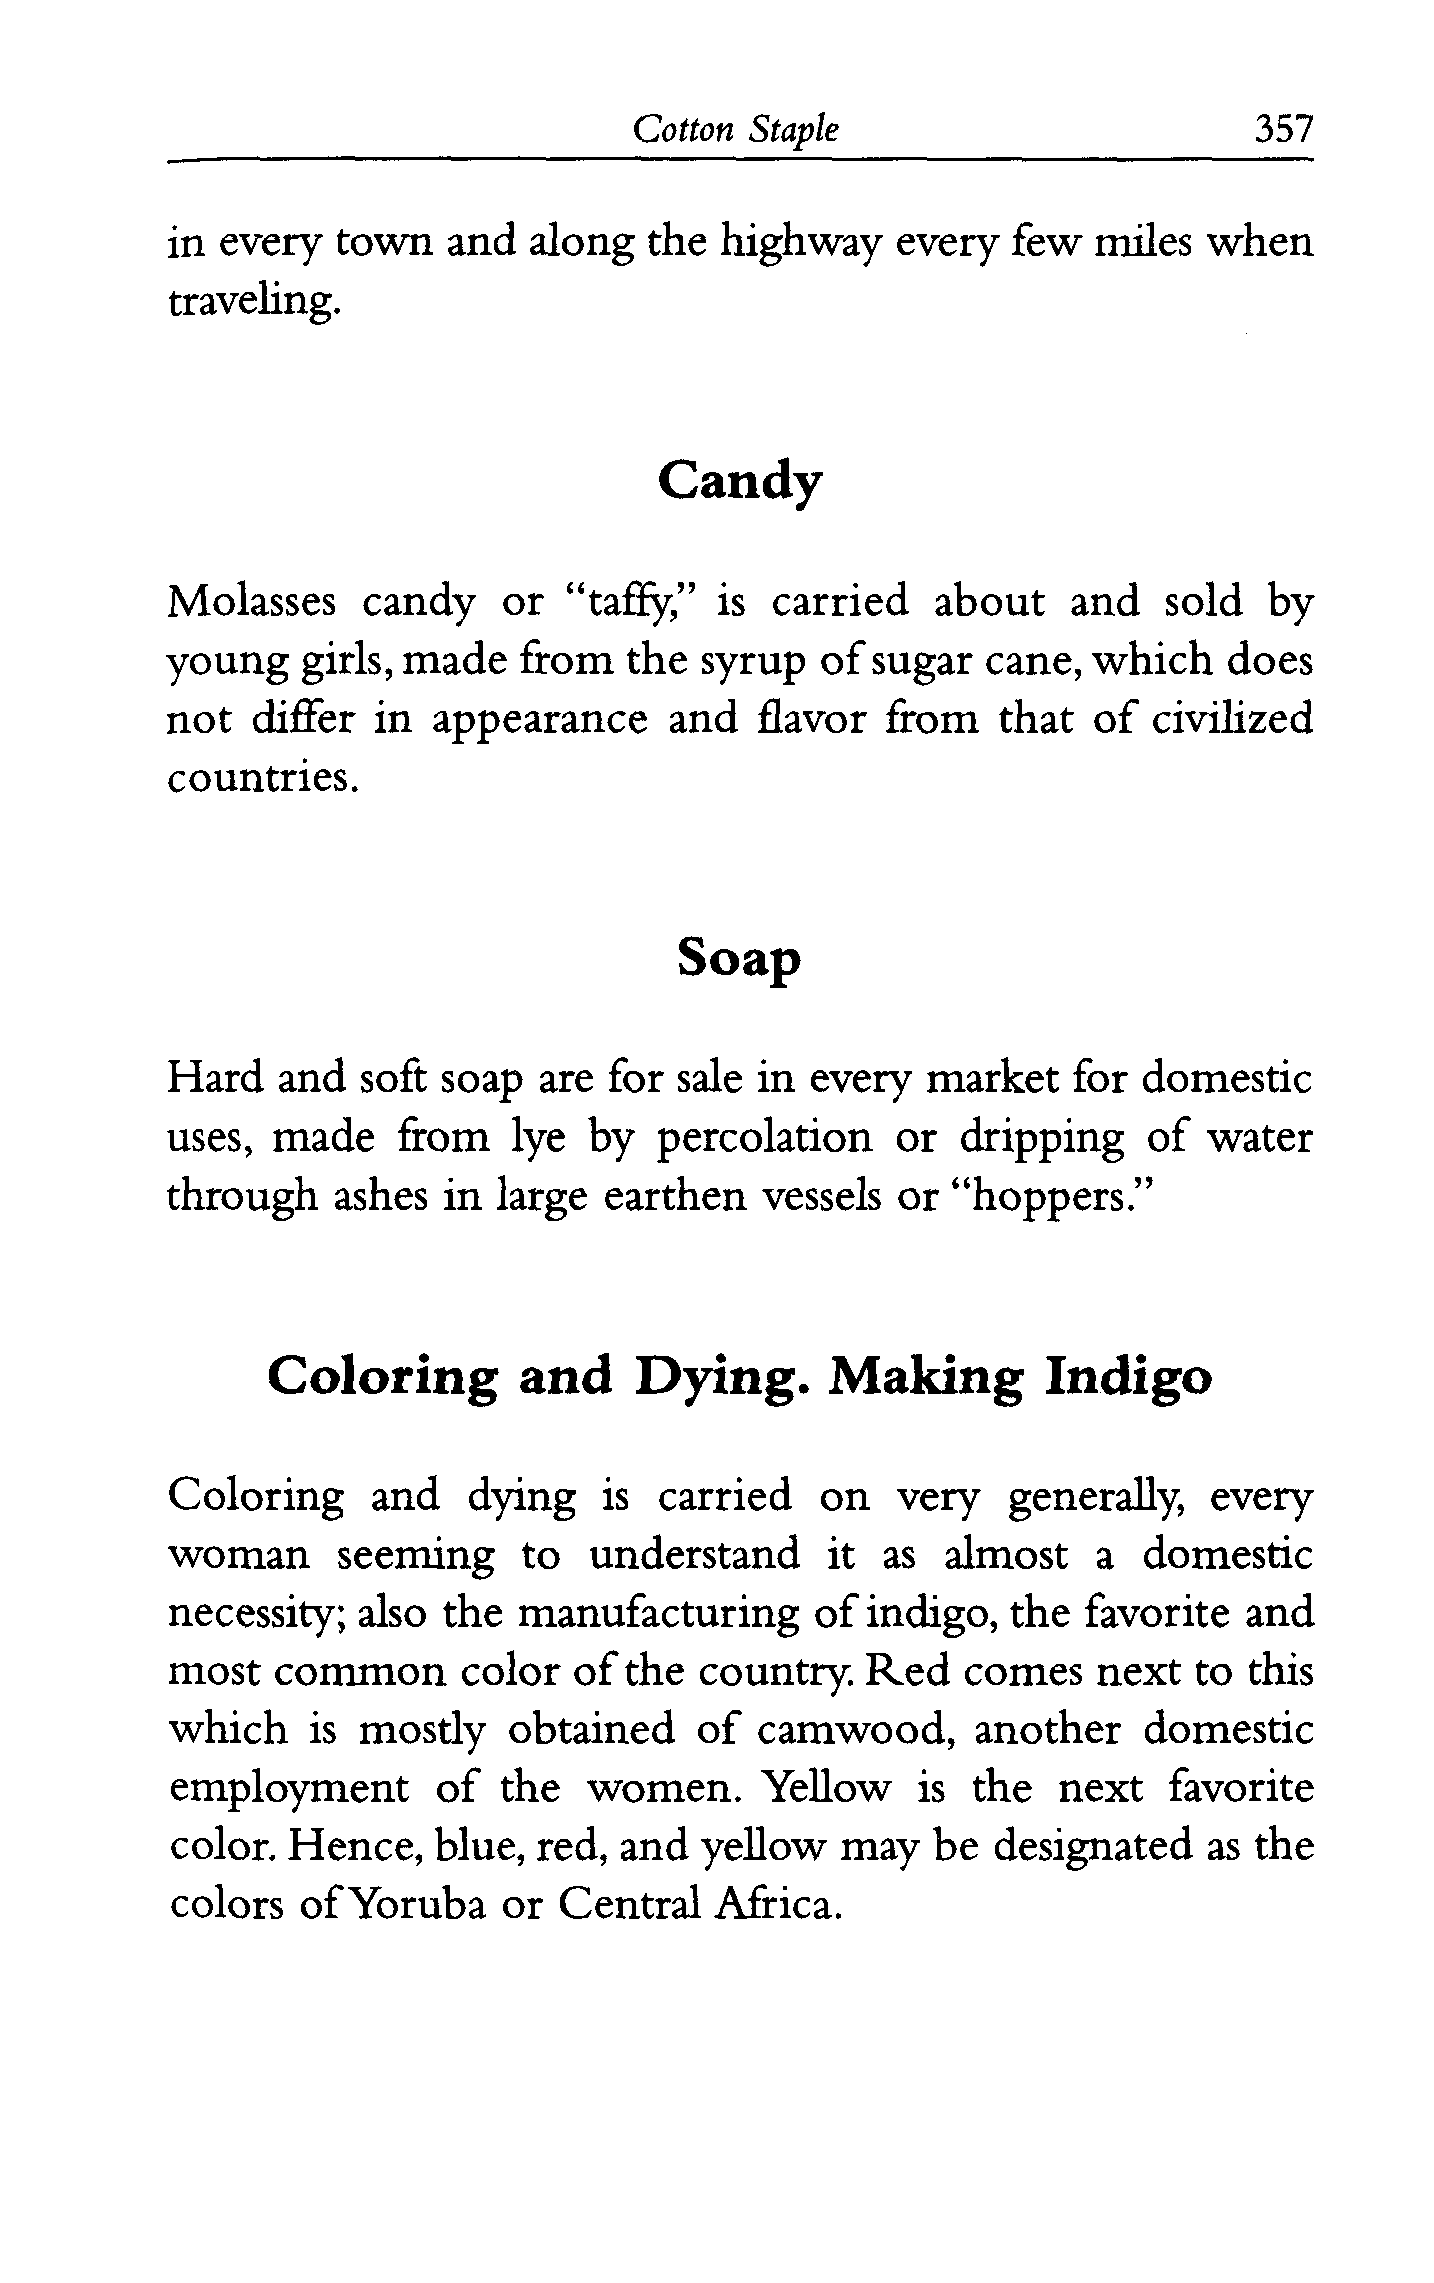 Cotton Staple 357
in every town and along the highway every few miles when
traveling.
Candy
Molasses candy or “taffy,” is carried about and sold by
young girls, made from the syrup of sugar cane, which does
not differ in appearance and flavor from that of civilized
countries.
Soap
Hard and soft soap are for sale in every market for domestic
uses, made from lye by percolation or dripping of water
through ashes in large earthen vessels or “hoppers.”
Coloring and Dying. Making Indigo
Coloring and dying is carried on very generally, every
woman seeming to understand it as almost a domestic
necessity; also the manufacturing of indigo, the favorite and
most common color of the country. Red comes next to this
which is mostly obtained of camwood, another domestic
employment of the women. Yellow is the next favorite
color. Hence, blue, red, and yellow may be designated as the
colors of Yoruba or Central Africa.